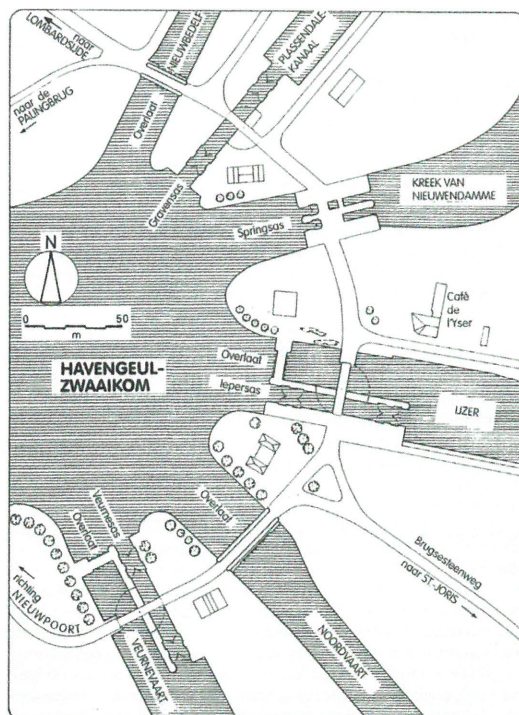 naar
LOMBARDSIJDE
naar de
PALINGBRUG
NIEUWBEDELF
Overlaat
PLASSENDALE-
KANAAL
Gravensas
KREEK VAN
NIEUWENDAMME
Springsas
N
0 50
m
Café
de
l'Yser
HAVENGEUL-
ZWAAIKOM
Overlaat
Iepersas
IJZER
Overlaat
Veurnesas
Overlaat
richting
NIEUWPOORT
Brugsesteenweg
naar ST.-JORIS
NOORDVAART
VEURNEVAART